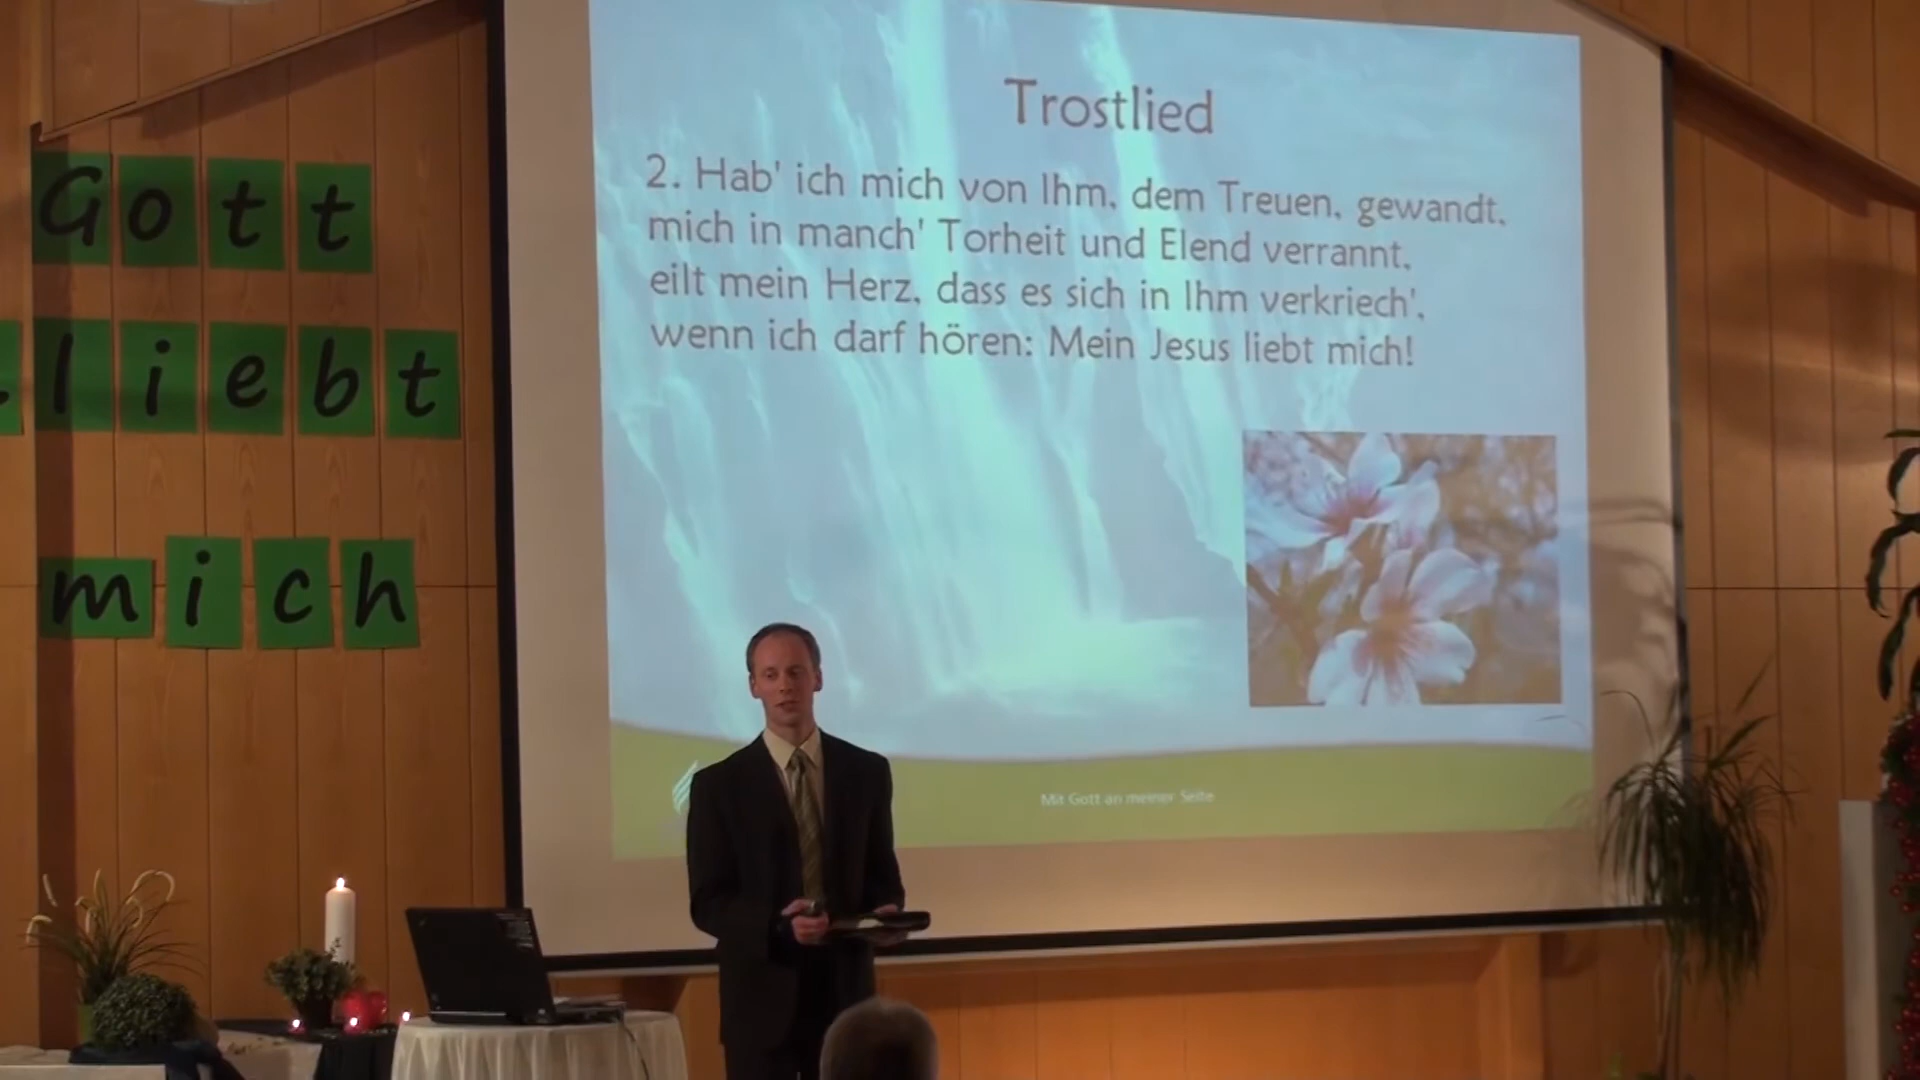 Gott
liebt
mich
Trostlied
2. Hab' ich mich von Ihm, dem Treuen, gewandt,
mich in manch' Torheit und Elend verrannt,
eilt mein Herz, dass es sich in Ihm verkriech',
wenn ich darf hören: Mein Jesus liebt mich!
Mit Gott an meiner Seite